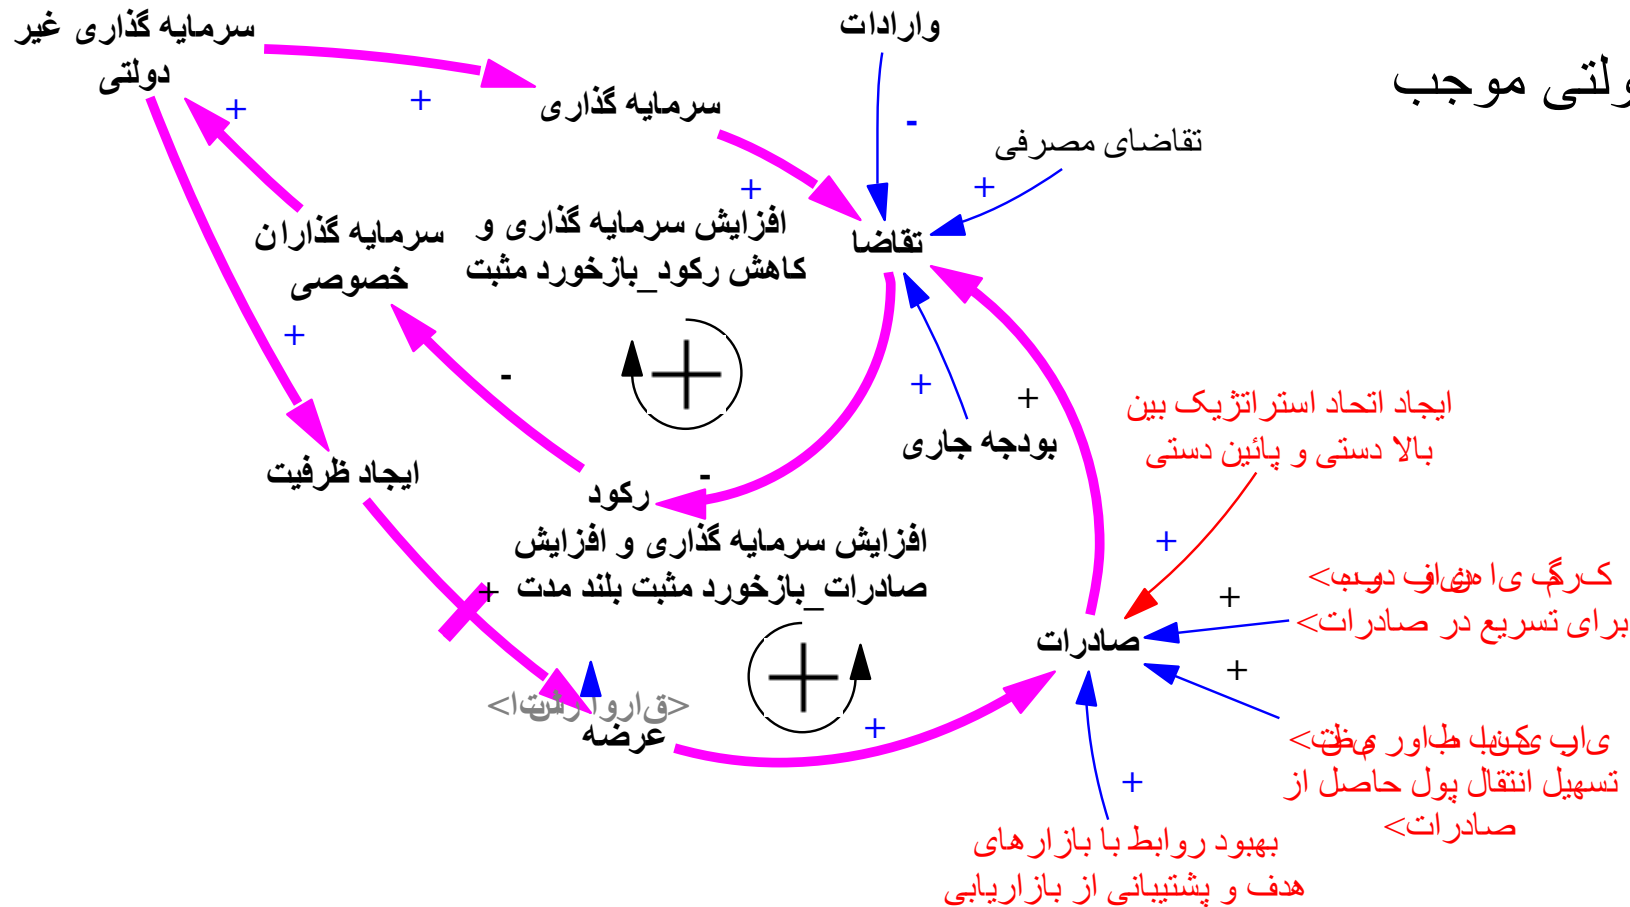 سرمایه گذاری غیر
دولتی
واردات
ولتی موجب
سرمایه گذاری
تقاضای مصرفی
+
+
-
+
+
سرمایه گذاران
خصوصی
افزایش سرمایه گذاری و
کاهش رکود_بازخورد مثبت
تقاضا
+
-
+
+
بودجه جاری
ایجاد اتحاد استراتژیک بین
بالا دستی و پائین دستی
ایجاد ظرفیت
-
رکود
افزایش سرمایه گذاری و افزایش
صادرات_بازخورد مثبت بلند مدت
+
+
+
صادرات
برای تسریع در صادرات>
+
عرضه
+
+
تسهیل انتقال پول حاصل از
صادرات>
بهبود روابط با بازارهای
هدف و پشتیبانی از بازاریابی